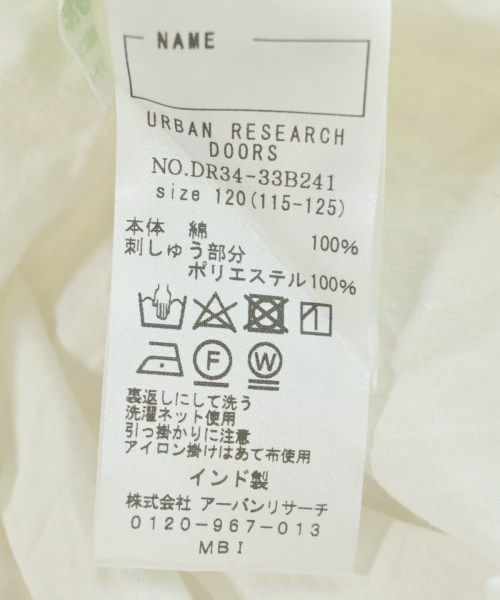 NAME
URBAN RESEARCH
DOORS
NO.DR34-33B241
size 120(115-125)
本体 綿 100%
刺しゅう部分
ポリエステル100%
F W
裏返しにして洗う
洗濯ネット使用
引っ掛かりに注意
アイロン掛けはあて布使用
インド製
株式会社 アーバンリサーチ
0120-967-013
MBI